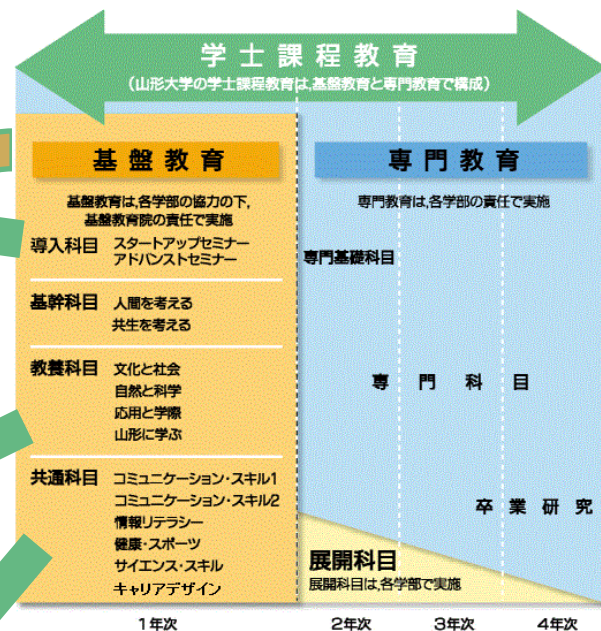 学士課程教育
(山形大学の学士課程教育は,基盤教育と専門教育で構成)
基盤教育
基盤教育は,各学部の協力の下,
基盤教育院の責任で実施
導入科目 スタートアップセミナー
アドバンストセミナー
基幹科目 人間を考える
共生を考える
教養科目 文化と社会
自然と科学
応用と学際
山形に学ぶ
共通科目 コミュニケーション・スキル1
コミュニケーション・スキル2
情報リテラシー
健康・スポーツ
サイエンス・スキル
キャリアデザイン
専門教育
専門教育は,各学部の責任で実施
専門基礎科目
専門科目
卒業研究
展開科目
展開科目は,各学部で実施
1年次 2年次 3年次 4年次